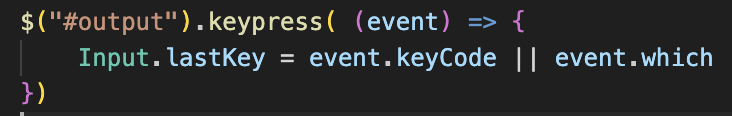 $("#output").keypress( (event) => {
    Input.lastKey = event.keyCode || event.which
})